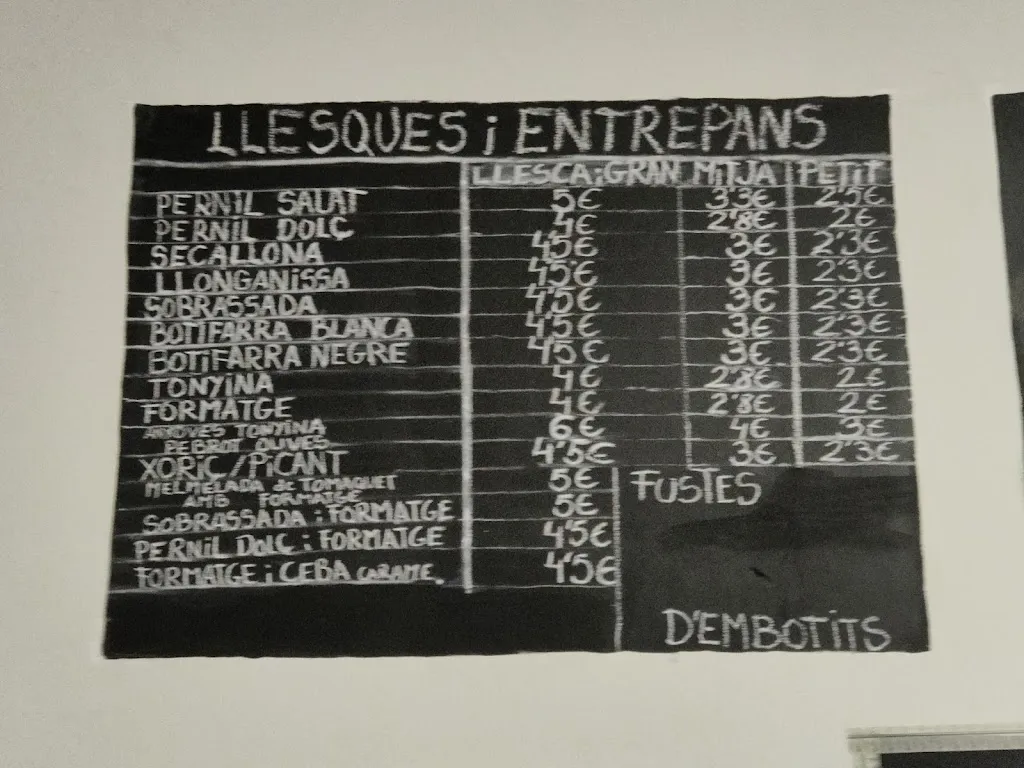 LLESQUES i ENTREPANS
LLESCA i GRAN MiTJA PETiT
PERNiL SALAT 5€ 3'3€ 2'5€
PERNiL DOLÇ 4€ 2'8€ 2€
SECALLONA 4'5€ 3€ 2'3€
LLONGANiSSA 4'5€ 3€ 2'3€
SOBRASSADA 4'5€ 3€ 2'3€
BOTiFARRA BLANCA 4'5€ 3€ 2'3€
BOTiFARRA NEGRE 4'5€ 3€ 2'3€
TONYiNA 4€ 2'8€ 2€
FORMATGE 4€ 2'8€ 2€
TONYiNA
PEBROT OLIVES 6€ 4€ 3€
XORiÇ/PiCANT 4'5€ 3€ 2'3€
MELMELADA de TOMAQUET
AMB FORMATGE 5€
SOBRASSADA i FORMATGE 5€
PERNiL DOLÇ i FORMATGE 4'5€
FORMATGE i CEBA CARAME. 4'5€
FUSTES
D'EMBOTiTS